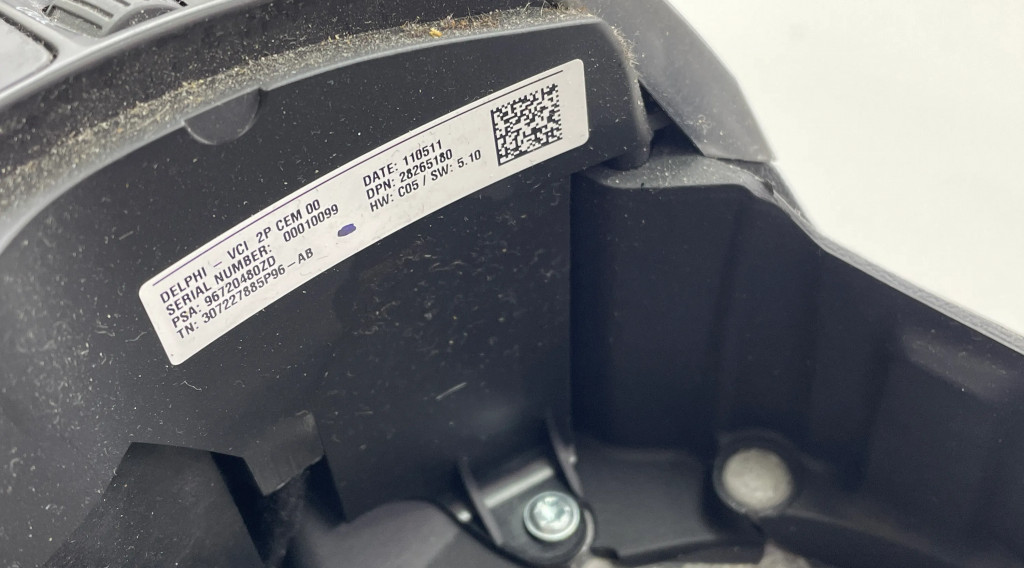 DELPHI - VCI 2P CEM 00
SERIAL NUMBER: 00010099
PSA: 96720480ZD
TN: 307227885P96-AB
DATE: 110511
DPN: 28265180
HW: C05 / SW: 5.10